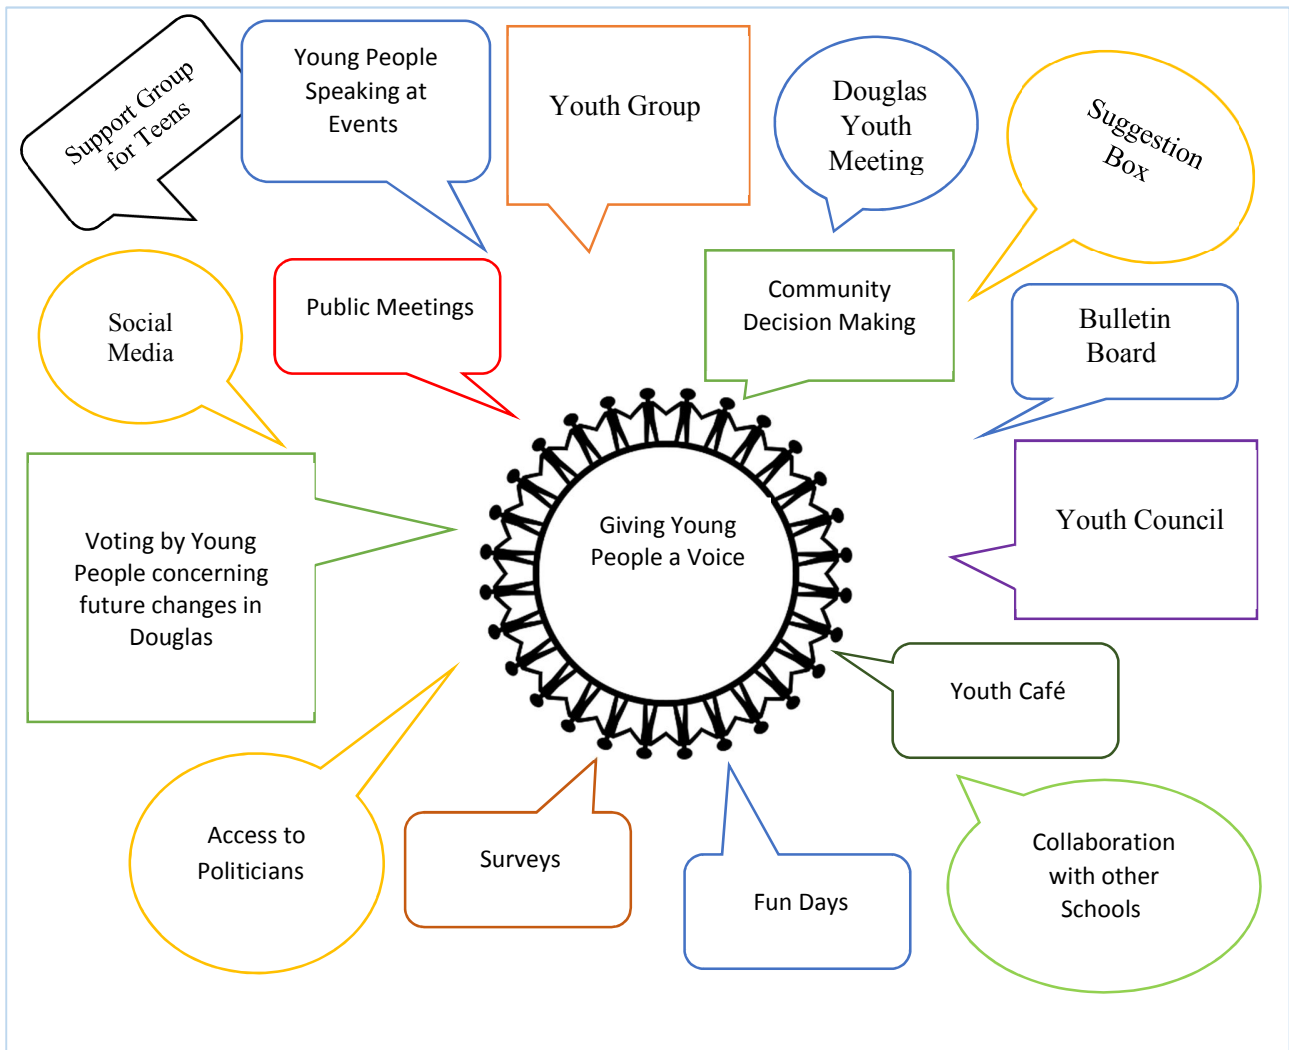 Support Group
for Teens
Young People
Speaking at
Events
Youth Group
Douglas
Youth
Meeting
Suggestion
Box
Social
Media
Public Meetings
Community
Decision Making
Bulletin
Board
Voting by Young
People concerning
future changes in
Douglas
Giving Young
People a Voice
Youth Council
Youth Café
Access to
Politicians
Surveys
Fun Days
Collaboration
with other
Schools